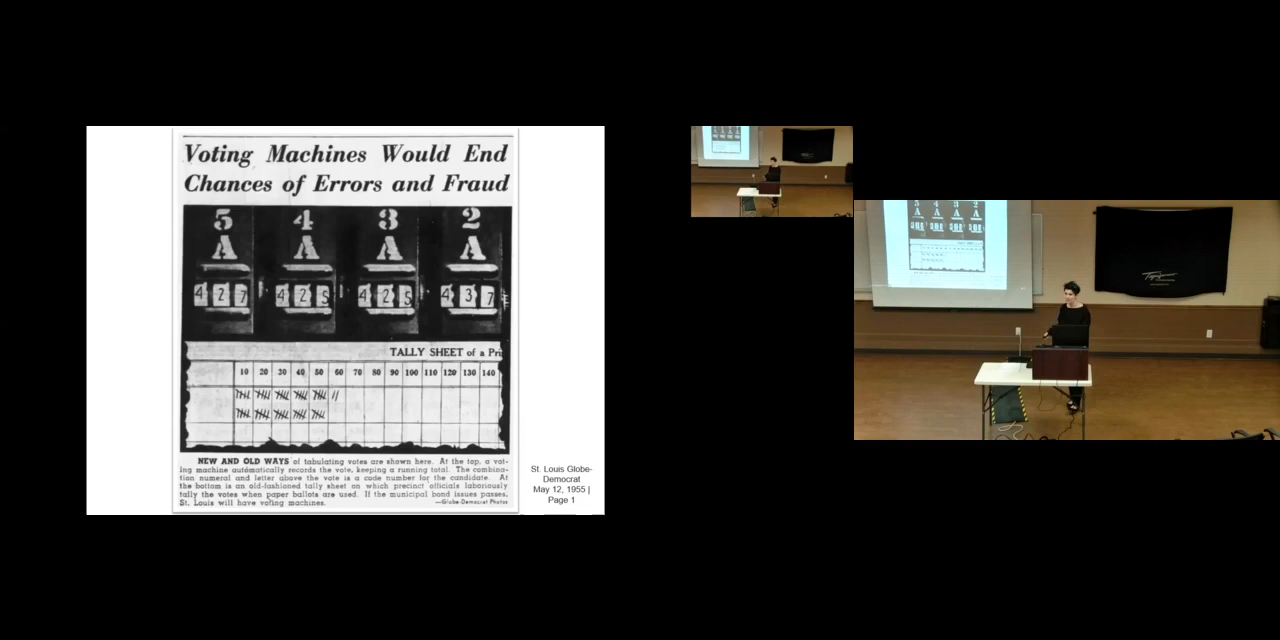 Voting Machines Would End
Chances of Errors and Fraud
5 4 3 2
A A A A
427 425 425 437
TALLY SHEET of a Pri
10 20 30 40 50 60 70 80 90 100 110 120 130 140
NEW AND OLD WAYS of tabulating votes are shown here. At the top, a vot-
ing machine automatically records the vote, keeping a running total. The combina-
tion numeral and letter above the vote is a code number for the candidate. At
the bottom is an old-fashioned tally sheet on which precinct officials laboriously
tally the votes when paper ballots are used. If the municipal bond issues passes,
St. Louis will have voting machines.
—Globe-Democrat Photos
St. Louis Globe-
Democrat
May 12, 1955 |
Page 1